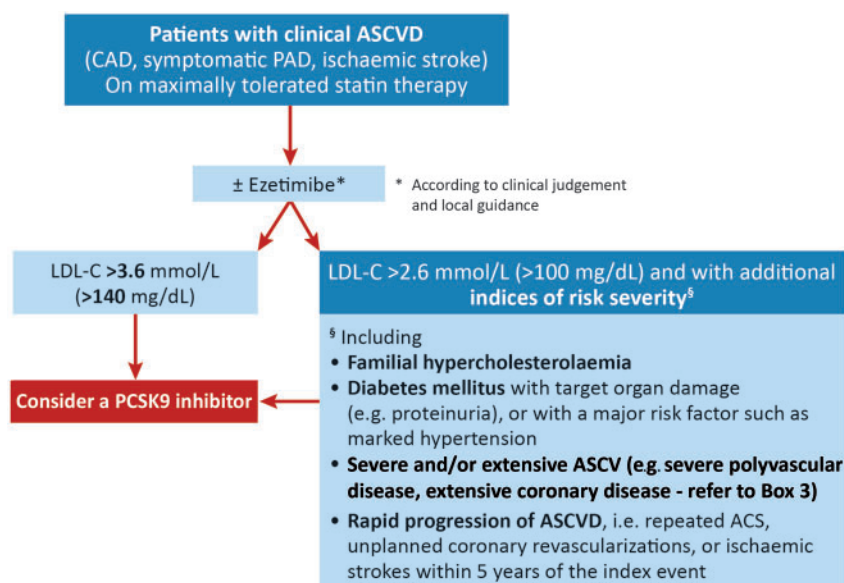 Patients with clinical ASCVD
(CAD, symptomatic PAD, ischaemic stroke)
On maximally tolerated statin therapy
± Ezetimibe*
* According to clinical judgement
and local guidance
LDL-C >3.6 mmol/L
(>140 mg/dL)
LDL-C >2.6 mmol/L (>100 mg/dL) and with additional
indices of risk severity§
§ Including
• Familial hypercholesterolaemia
• Diabetes mellitus with target organ damage
(e.g. proteinuria), or with a major risk factor such as
marked hypertension
• Severe and/or extensive ASCV (e.g. severe polyvascular
disease, extensive coronary disease - refer to Box 3)
• Rapid progression of ASCVD, i.e. repeated ACS,
unplanned coronary revascularizations, or ischaemic
strokes within 5 years of the index event
Consider a PCSK9 inhibitor